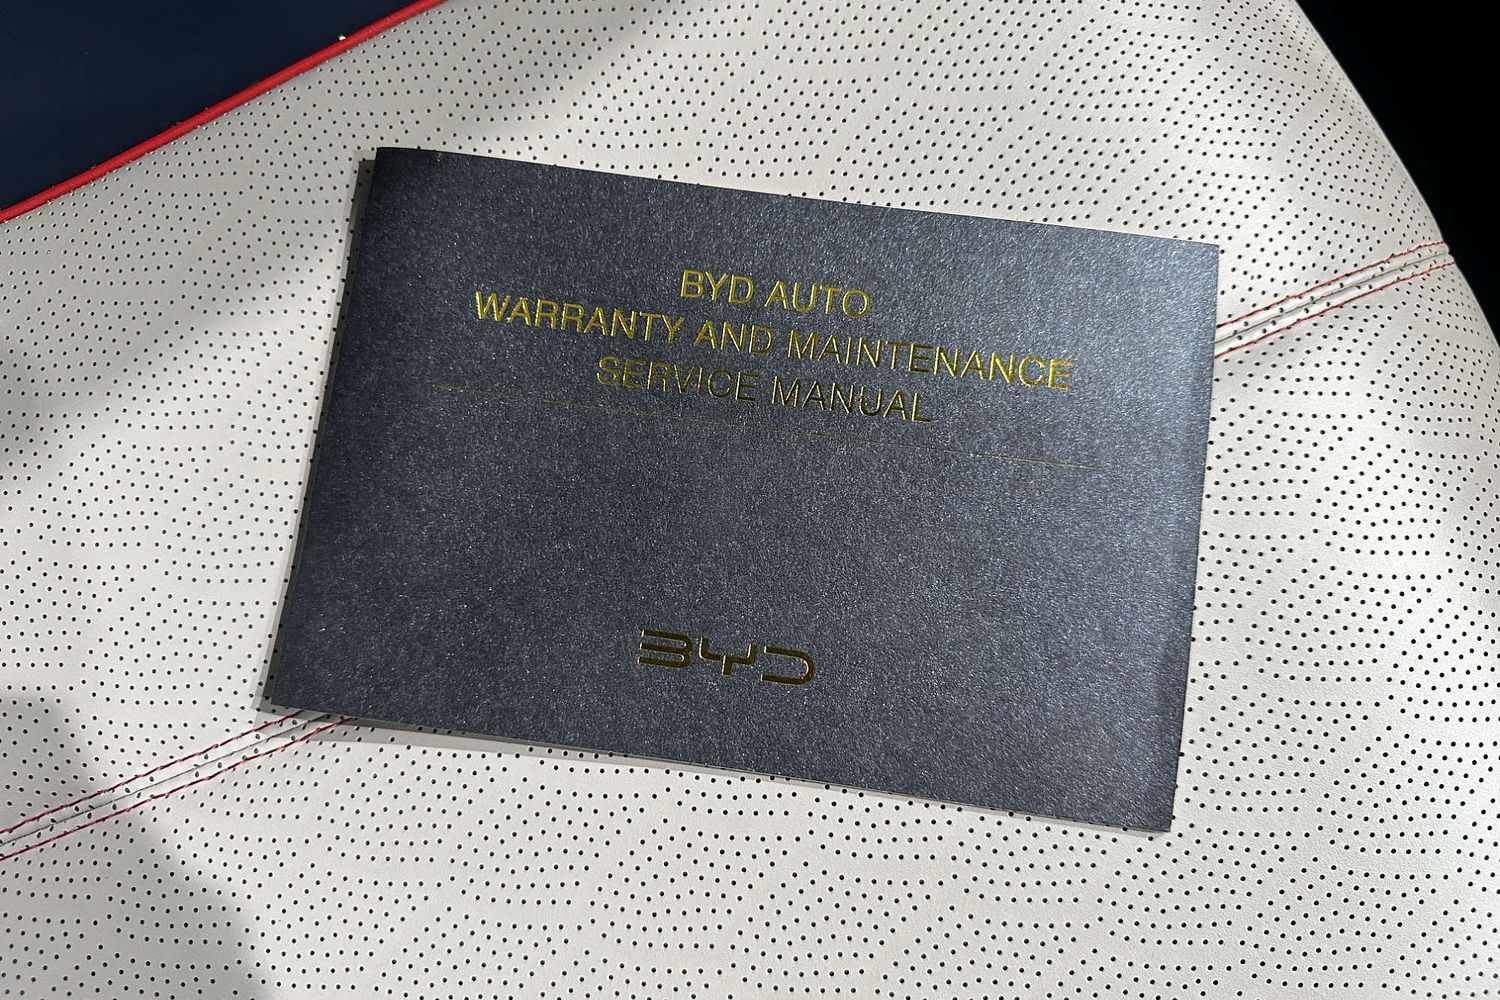 BYD AUTO
WARRANTY AND MAINTENANCE
SERVICE MANUAL
BYD